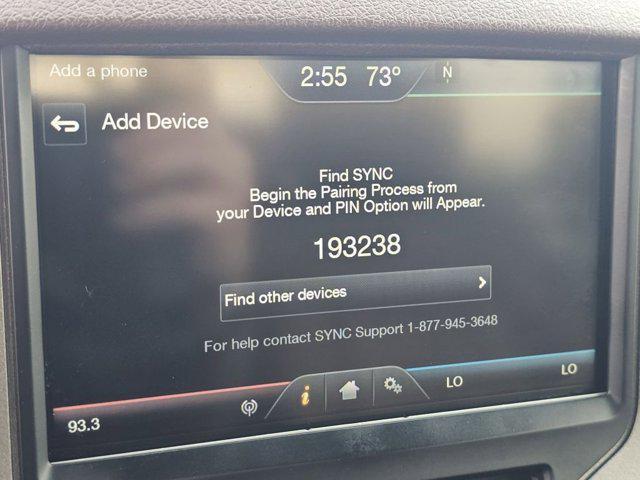 Add a phone
2:55 73°
N
Add Device
Find SYNC
Begin the Pairing Process from
your Device and PIN Option will Appear.
193238
Find other devices
For help contact SYNC Support 1-877-945-3648
93.3
i
LO
LO